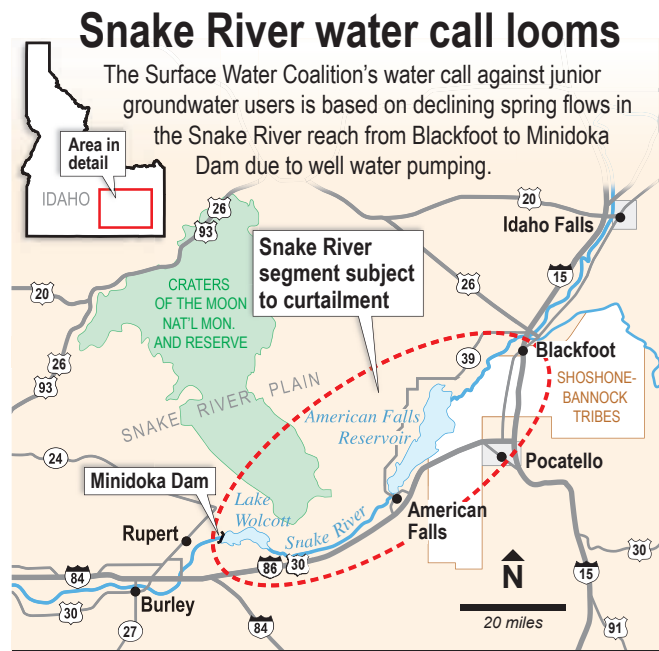 Snake River water call looms
The Surface Water Coalition's water call against junior
groundwater users is based on declining spring flows in
the Snake River reach from Blackfoot to Minidoka
Dam due to well water pumping.
Area in
detail
IDAHO
26
93
20
Idaho Falls
Snake River
segment subject
to curtailment
15
20
CRATERS
OF THE MOON
NAT'L MON.
AND RESERVE
26
26
93
39
Blackfoot
SHOSHONE-
BANNOCK
TRIBES
SNAKE RIVER PLAIN
American Falls
Reservoir
24
Minidoka Dam
Pocatello
Lake
Wolcott
Snake River
American
Falls
Rupert
86
30
N
30
84
15
30
Burley
20 miles
27
84
91